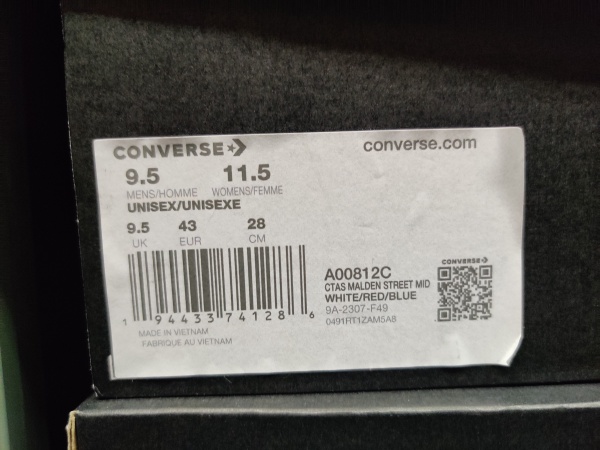 CONVERSE
converse.com
9.5 11.5
MENS/HOMME WOMENS/FEMME
UNISEX/UNISEXE
9.5 43 28
UK EUR CM
1 94433 74128 6
MADE IN VIETNAM
FABRIQUE AU VIETNAM
CONVERSE
A00812C
CTAS MALDEN STREET MID
WHITE/RED/BLUE
9A-2307-F49
0491RT1ZAM5A8